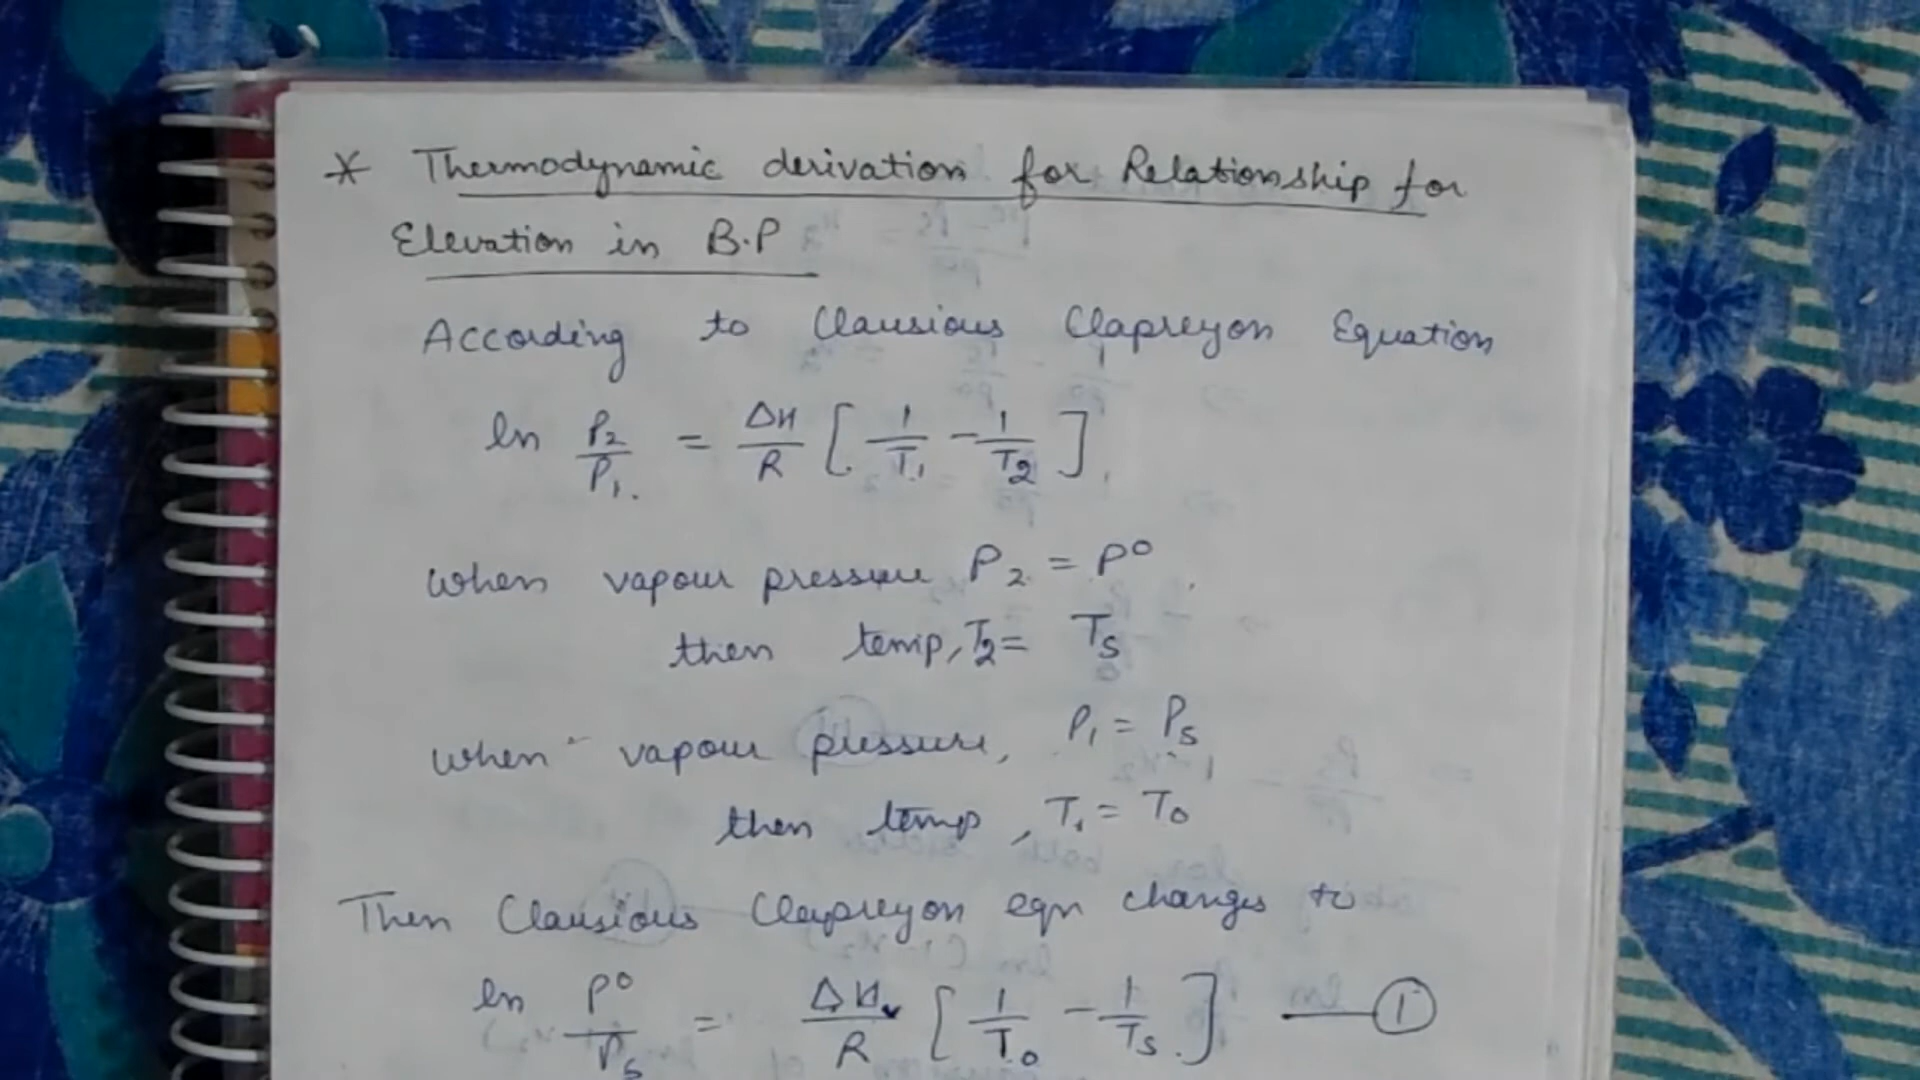 * Thermodynamic derivation for Relationship for
Elevation in B.P
According to Clausious Clapreyon Equation
ln P2/P1. = ΔH/R [ 1/T1 - 1/T2 ]
When vapour pressure P2 = P°
then temp, T2 = Ts
When vapour pressure, P1 = Ps
then temp, T1 = To
Then Clausious Clapreyon eqn changes to
ln P°/Ps = ΔHv/R [ 1/To - 1/Ts ] — 1